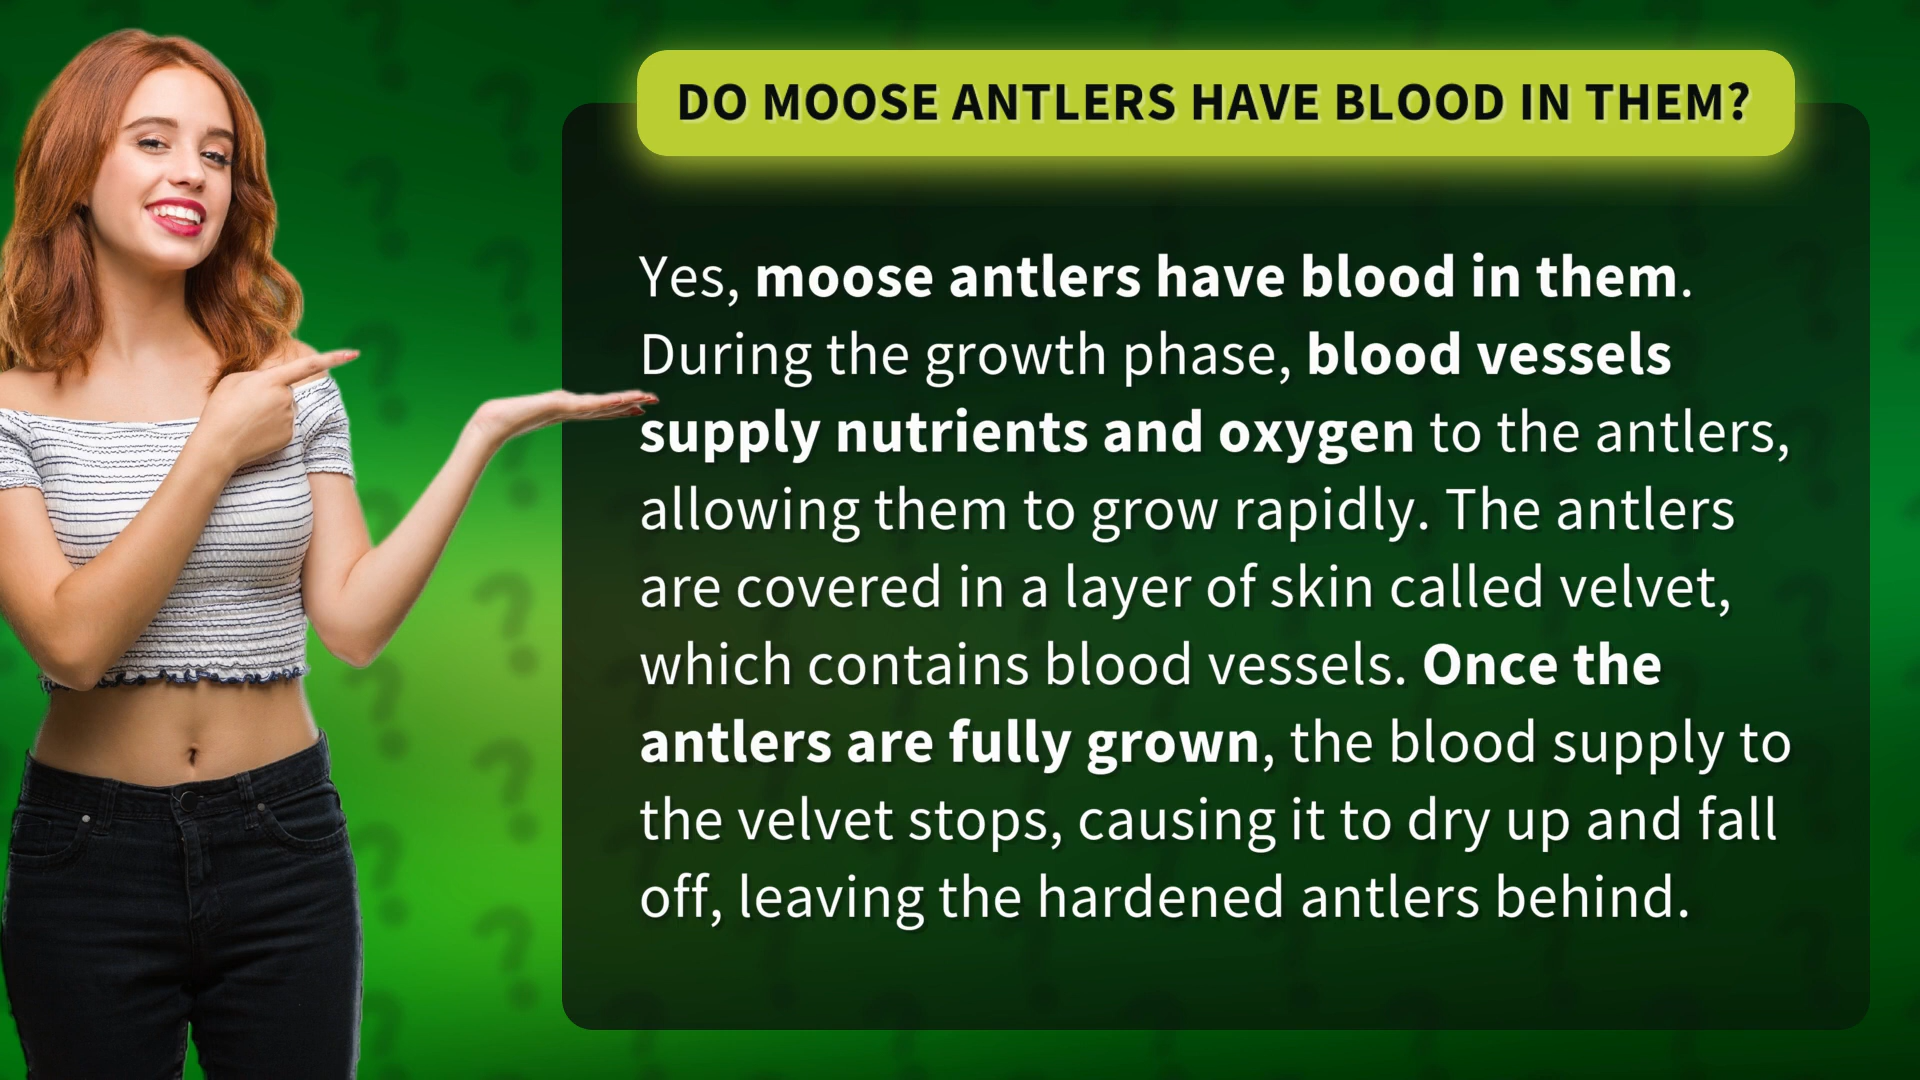 DO MOOSE ANTLERS HAVE BLOOD IN THEM?
Yes, moose antlers have blood in them.
During the growth phase, blood vessels
supply nutrients and oxygen to the antlers,
allowing them to grow rapidly. The antlers
are covered in a layer of skin called velvet,
which contains blood vessels. Once the
antlers are fully grown, the blood supply to
the velvet stops, causing it to dry up and fall
off, leaving the hardened antlers behind.